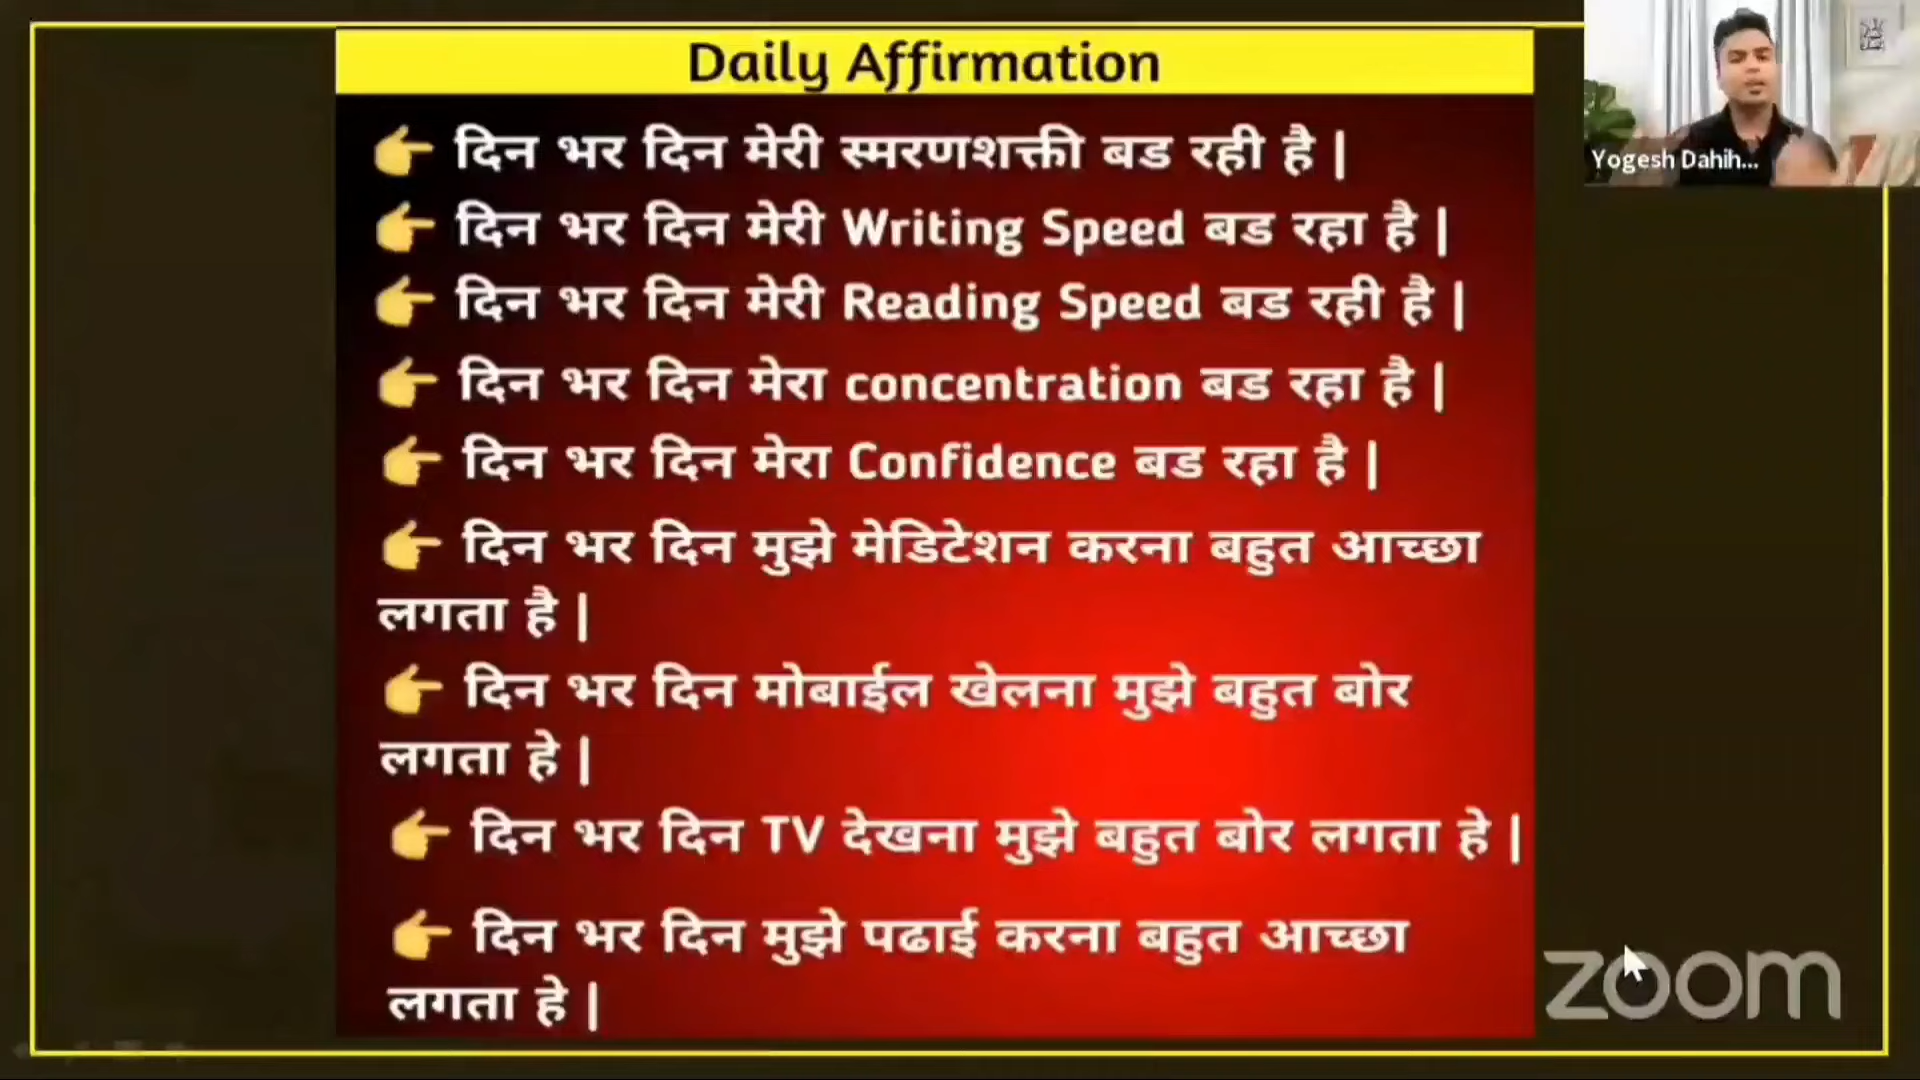 Daily Affirmation
Yogesh Dahih...
👉 दिन भर दिन मेरी स्मरणशक्ती बड रही है |
👉 दिन भर दिन मेरी Writing Speed बड रहा है |
👉 दिन भर दिन मेरी Reading Speed बड रही है |
👉 दिन भर दिन मेरा concentration बड रहा है |
👉 दिन भर दिन मेरा Confidence बड रहा है |
👉 दिन भर दिन मुझे मेडिटेशन करना बहुत आच्छा
लगता है |
👉 दिन भर दिन मोबाईल खेलना मुझे बहुत बोर
लगता हे |
👉 दिन भर दिन TV देखना मुझे बहुत बोर लगता हे |
👉 दिन भर दिन मुझे पढाई करना बहुत आच्छा
लगता हे |
zoom